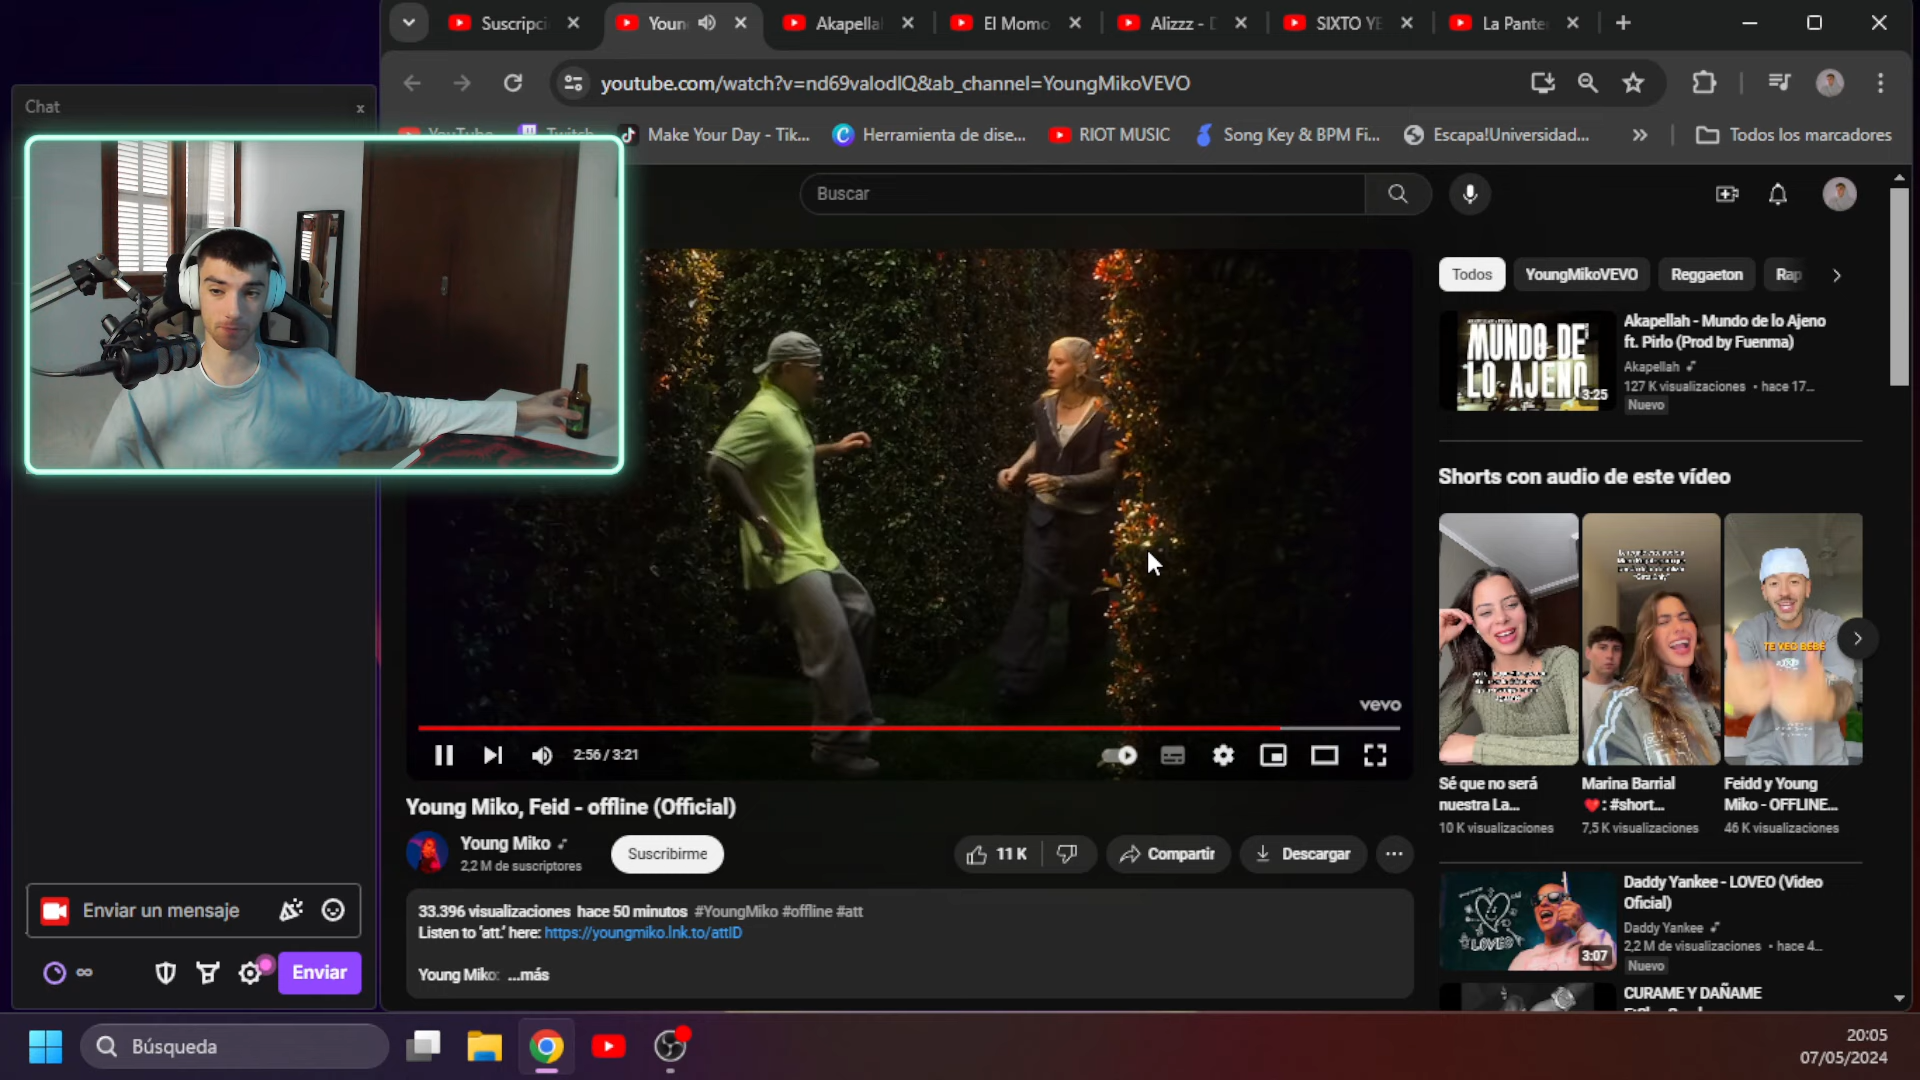 Suscripci
Youn
Akapella
El Momo
Alizzz - D
SIXTO YE
La Pante
youtube.com/watch?v=nd69valodlQ&ab_channel=YoungMikoVEVO
YouTube
Twitch
Make Your Day - Tik...
Herramienta de dise...
RIOT MUSIC
Song Key & BPM Fi...
Escapa!Universidad...
Todos los marcadores
Chat
x
Buscar
Todos
YoungMikoVEVO
Reggaeton
Rap
MUNDO DE
LO AJENO
3:25
Akapellah - Mundo de lo Ajeno
ft. Pirlo (Prod by Fuenma)
Akapellah
127 K visualizaciones • hace 17...
Nuevo
Shorts con audio de este vídeo
TE VEO BEBÉ
Sé que no será
nuestra La...
10 K visualizaciones
Marina Barrial
❤️: #short...
7,5 K visualizaciones
Feidd y Young
Miko - OFFLINE...
46 K visualizaciones
vevo
2:56 / 3:21
Young Miko, Feid - offline (Official)
Young Miko
2,2 M de suscriptores
Suscribirme
11 K
Compartir
Descargar
33.396 visualizaciones hace 50 minutos #YoungMiko #offline #att
Listen to 'att.' here: https://youngmiko.lnk.to/attID
Young Miko: ...más
LOVEO
3:07
Daddy Yankee - LOVEO (Video
Oficial)
Daddy Yankee
2,2 M de visualizaciones • hace 4...
Nuevo
CURAME Y DAÑAME
Enviar un mensaje
Enviar
Búsqueda
20:05
07/05/2024